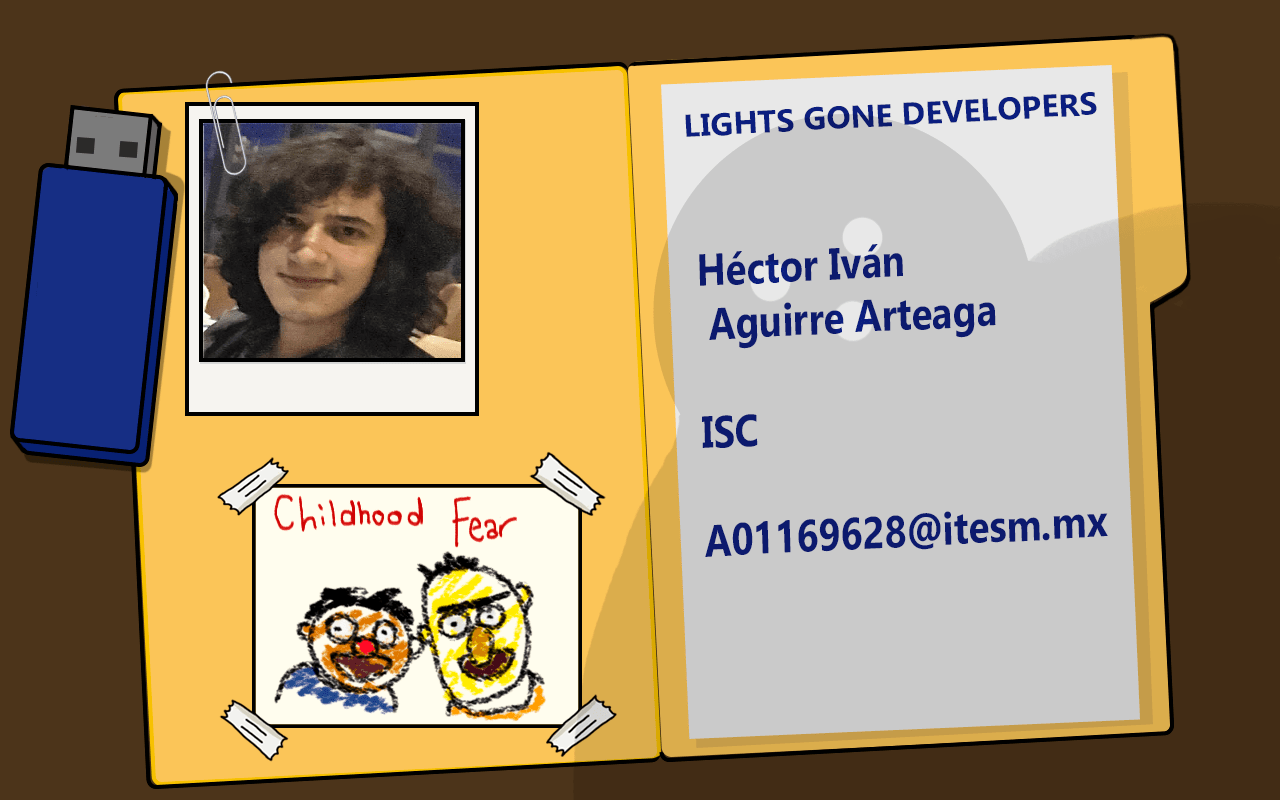 LIGHTS GONE DEVELOPERS
Héctor Iván
Aguirre Arteaga
ISC
A01169628@itesm.mx
Childhood Fear